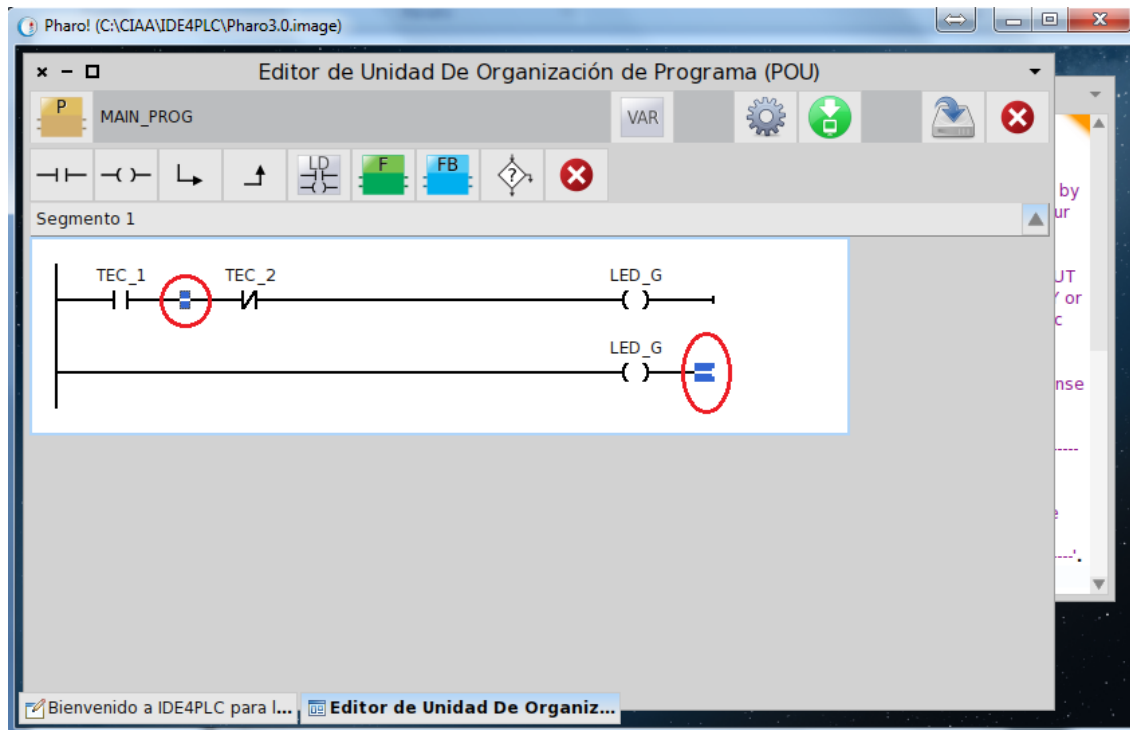 Pharo! (C:\CIAA\IDE4PLC\Pharo3.0.image)
Editor de Unidad De Organización de Programa (POU)
P
MAIN_PROG
VAR
LD
F
FB
?
Segmento 1
TEC_1
TEC_2
LED_G
LED_G
by
ur
UT
or
c
nse
-----
e
----'.
Bienvenido a IDE4PLC para l...
Editor de Unidad De Organiz...